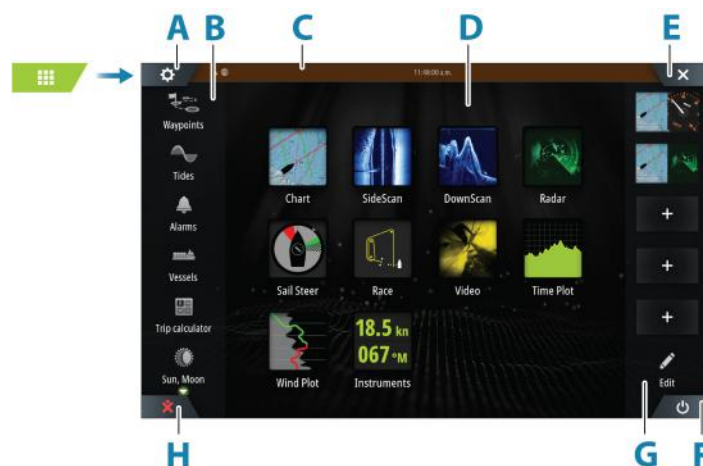 A B C D E
11:48:00 a.m.
Waypoints
Tides
Alarms
Vessels
Trip calculator
Sun, Moon
Chart SideScan DownScan Radar
Sail Steer Race Video Time Plot
18.5 kn
067 °M
Wind Plot Instruments
+
+
+
Edit
H G F